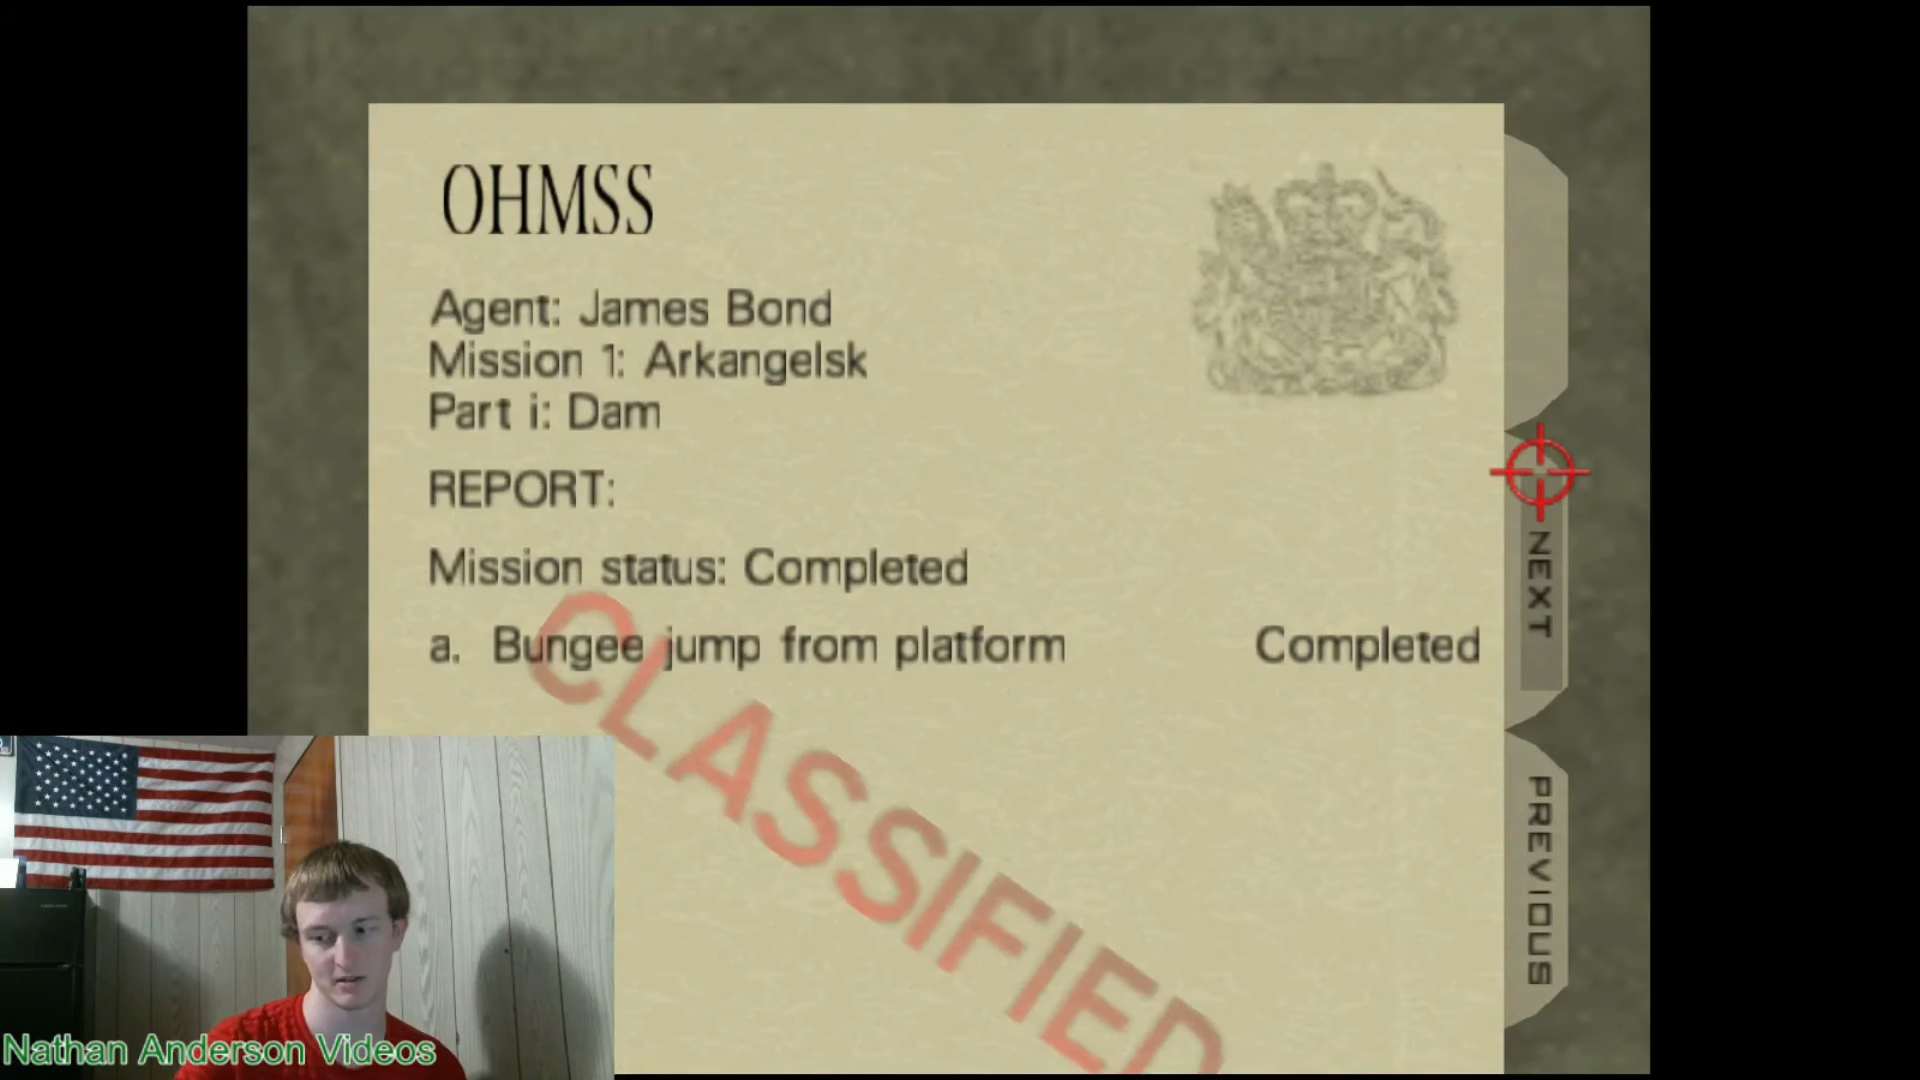 OHMSS
Agent: James Bond
Mission 1: Arkangelsk
Part i: Dam
REPORT:
Mission status: Completed
a. Bungee jump from platform Completed
CLASSIFIED
NEXT
PREVIOUS
Nathan Anderson Videos